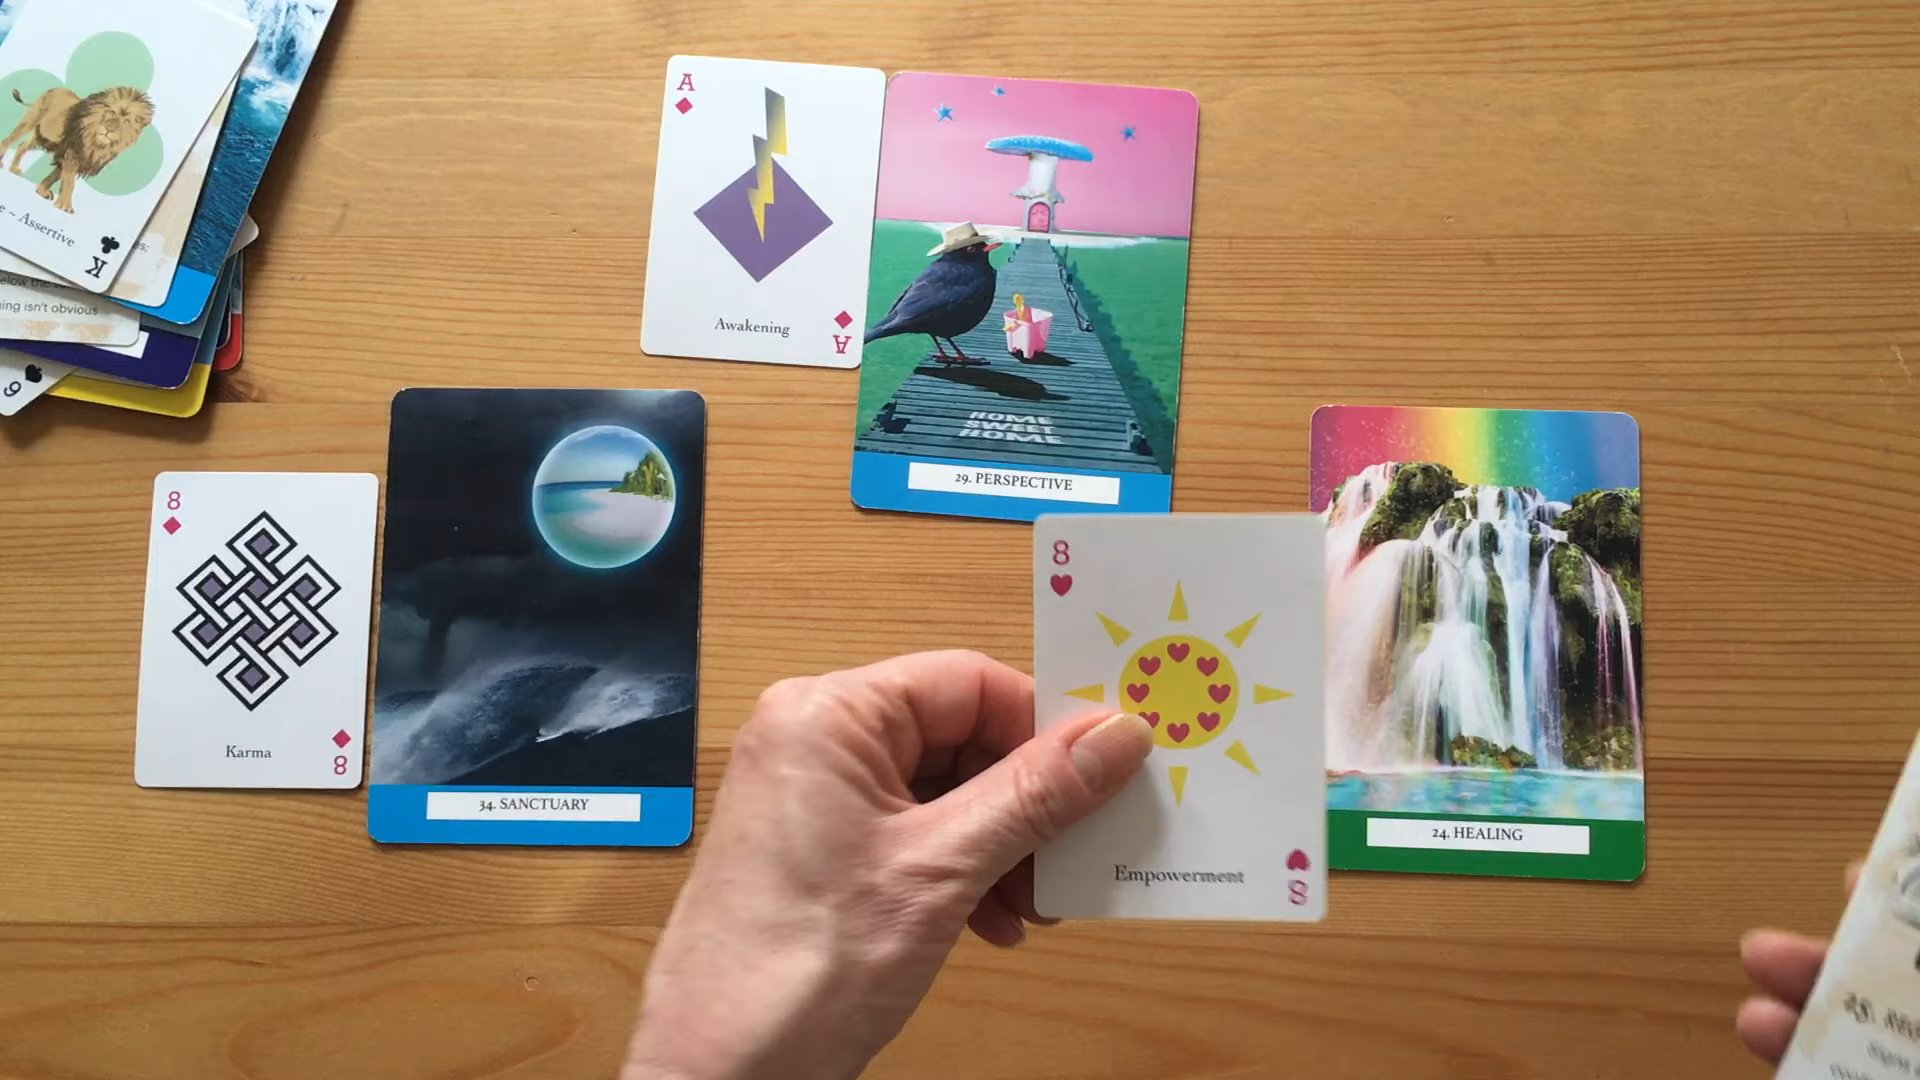 ~ Assertive
K
ing isn't obvious
9
A
Awakening
A
HOME
SWEET
HOME
29. PERSPECTIVE
8
Karma
8
34. SANCTUARY
8
Empowerment
8
24. HEALING